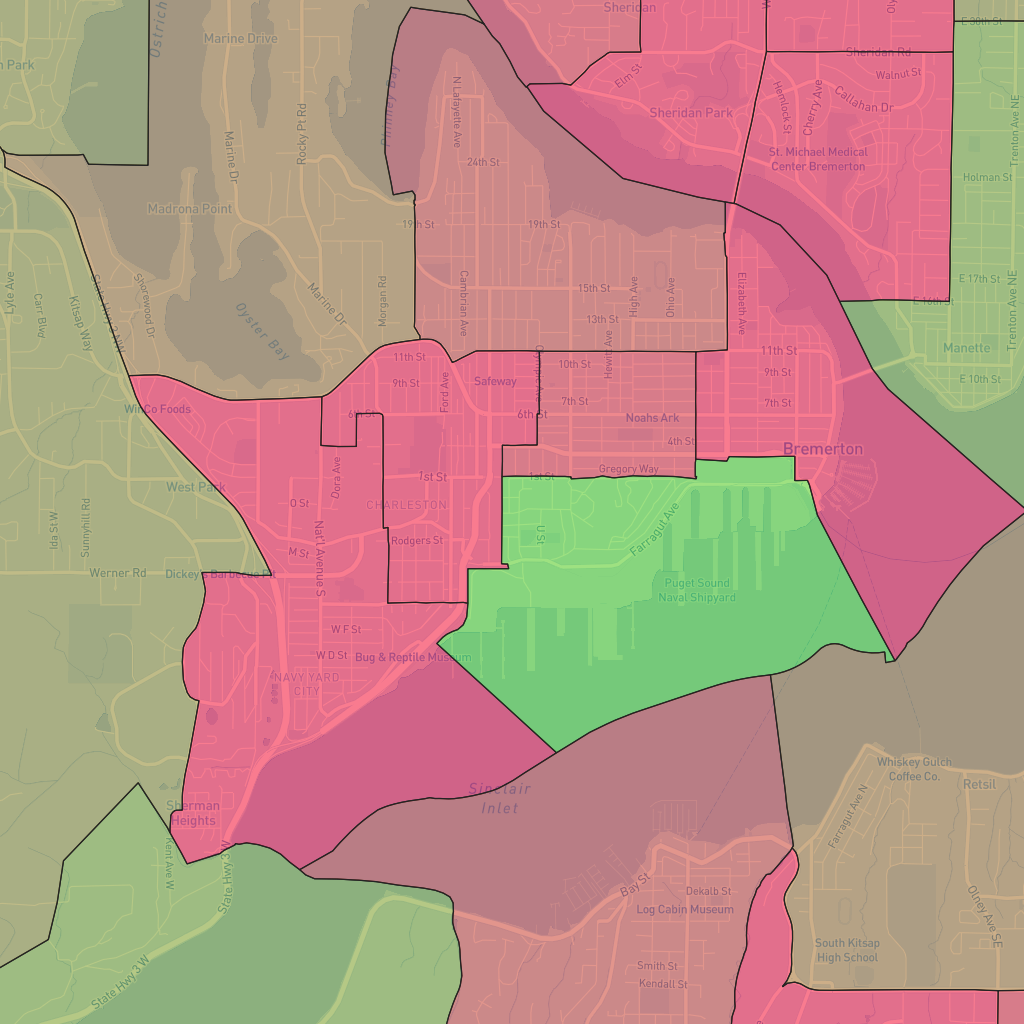 Sheridan
E 30th St
Ostrich
Marine Drive
Sheridan Rd
Park
Elm St
Walnut St
Callahan Dr
Hemlock St
Cherry Ave
Phinney Bay
N Lafayette Ave
Rocky Pt Rd
Sheridan Park
Trenton Ave NE
Marine Dr
24th St
St. Michael Medical
Center Bremerton
Holman St
Madrona Point
19th St
19th St
State Hwy 3 NW
Lyle Ave
Carr Blvd
Kitsap Way
Shorewood Dr
Marine Dr
Morgan Rd
Cambrian Ave
15th St
High Ave
Ohio Ave
Elizabeth Ave
E 17th St
E 16th St
Trenton Ave NE
13th St
Oyster Bay
Manette
11th St
Olympic Ave
Hewitt Ave
11th St
10th St
9th St
Ford Ave
Safeway
9th St
E 10th St
WinCo Foods
6th St
6th St
7th St
Noahs Ark
7th St
4th St
Bremerton
Dora Ave
1st St
1st St
Gregory Way
West Park
O St
CHARLESTON
Ida St W
Sunnyhill Rd
Nat'l Avenue S
M St
Rodgers St
U St
Farragut Ave
Werner Rd
Dickey's Barbecue Pit
Puget Sound
Naval Shipyard
W F St
W D St
Bug & Reptile Museum
NAVY YARD
CITY
Sinclair
Inlet
Whiskey Gulch
Coffee Co.
Retsil
Sherman
Heights
Kent Ave W
State Hwy 3 W
Farragut Ave N
Bay St
Dekalb St
Log Cabin Museum
Olney Ave SE
South Kitsap
High School
State Hwy 3 W
Smith St
Kendall St